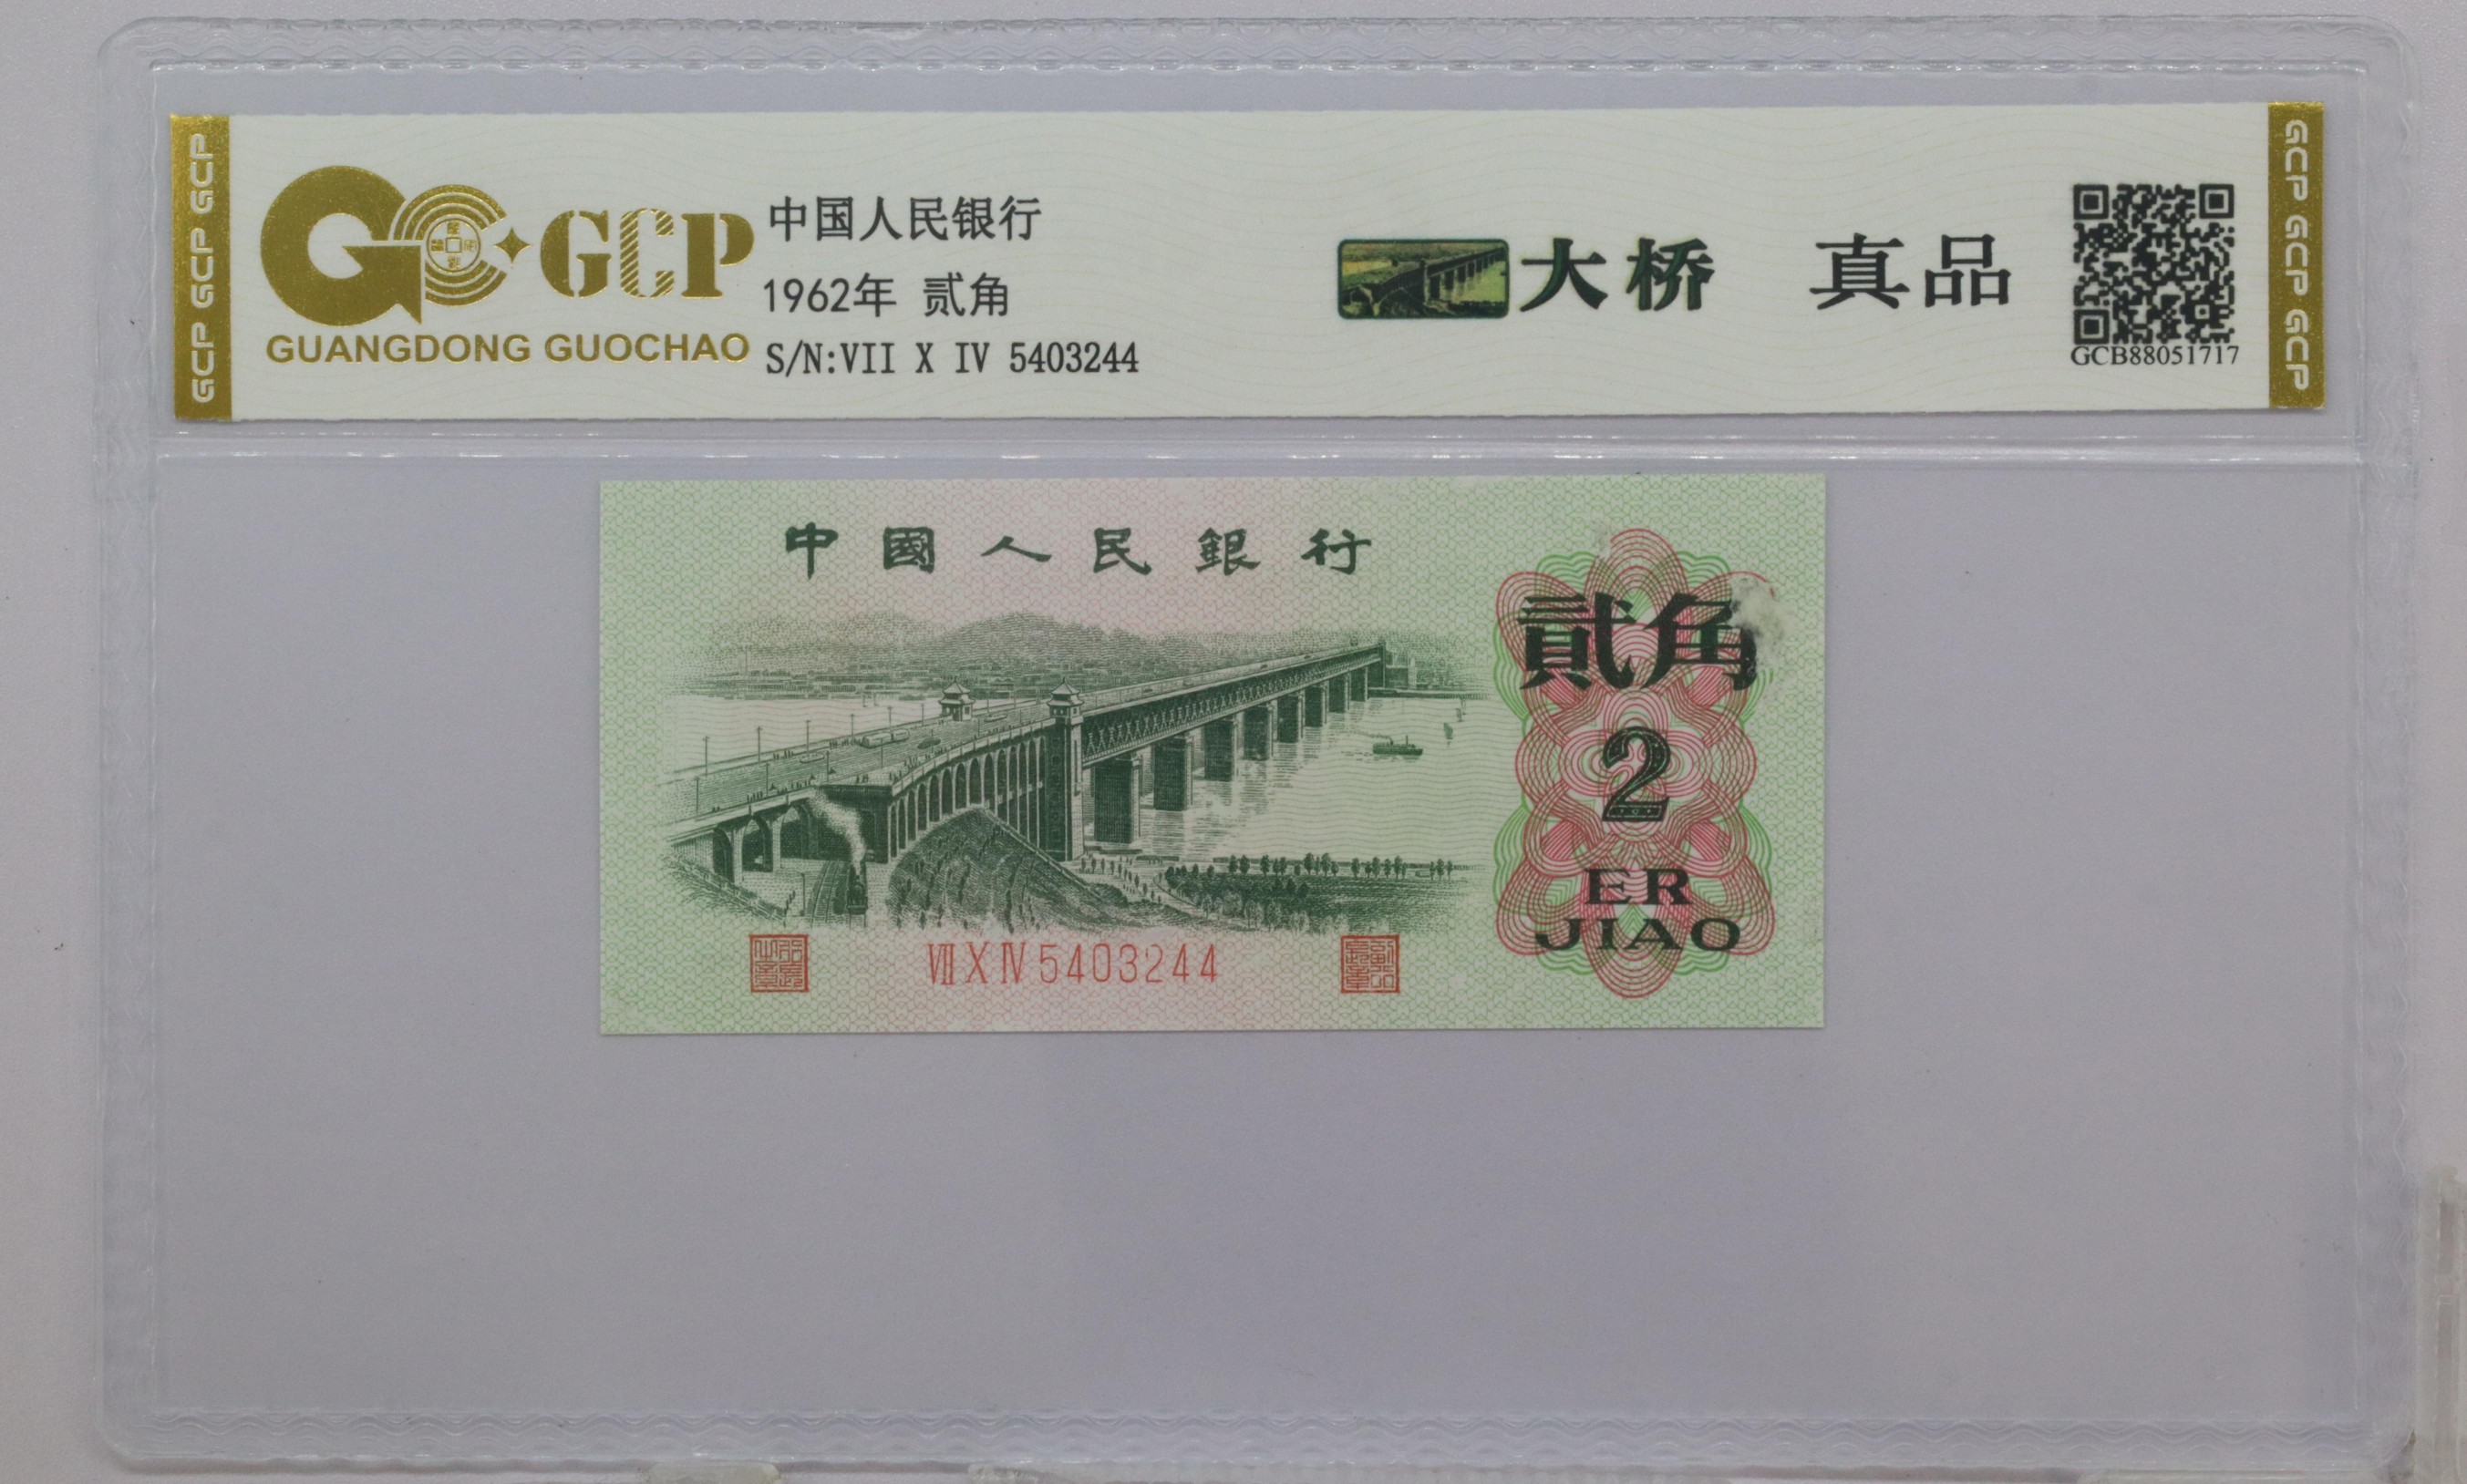 GCP GCP GCP
GCP
GUANGDONG GUOCHAO
中国人民银行
1962年 贰角
S/N:VII X IV 5403244
大桥 真品
GCB88051717
GCP GCP GCP GCP
中國人民銀行
貳角
2
ER
JIAO
VII X IV 5403244